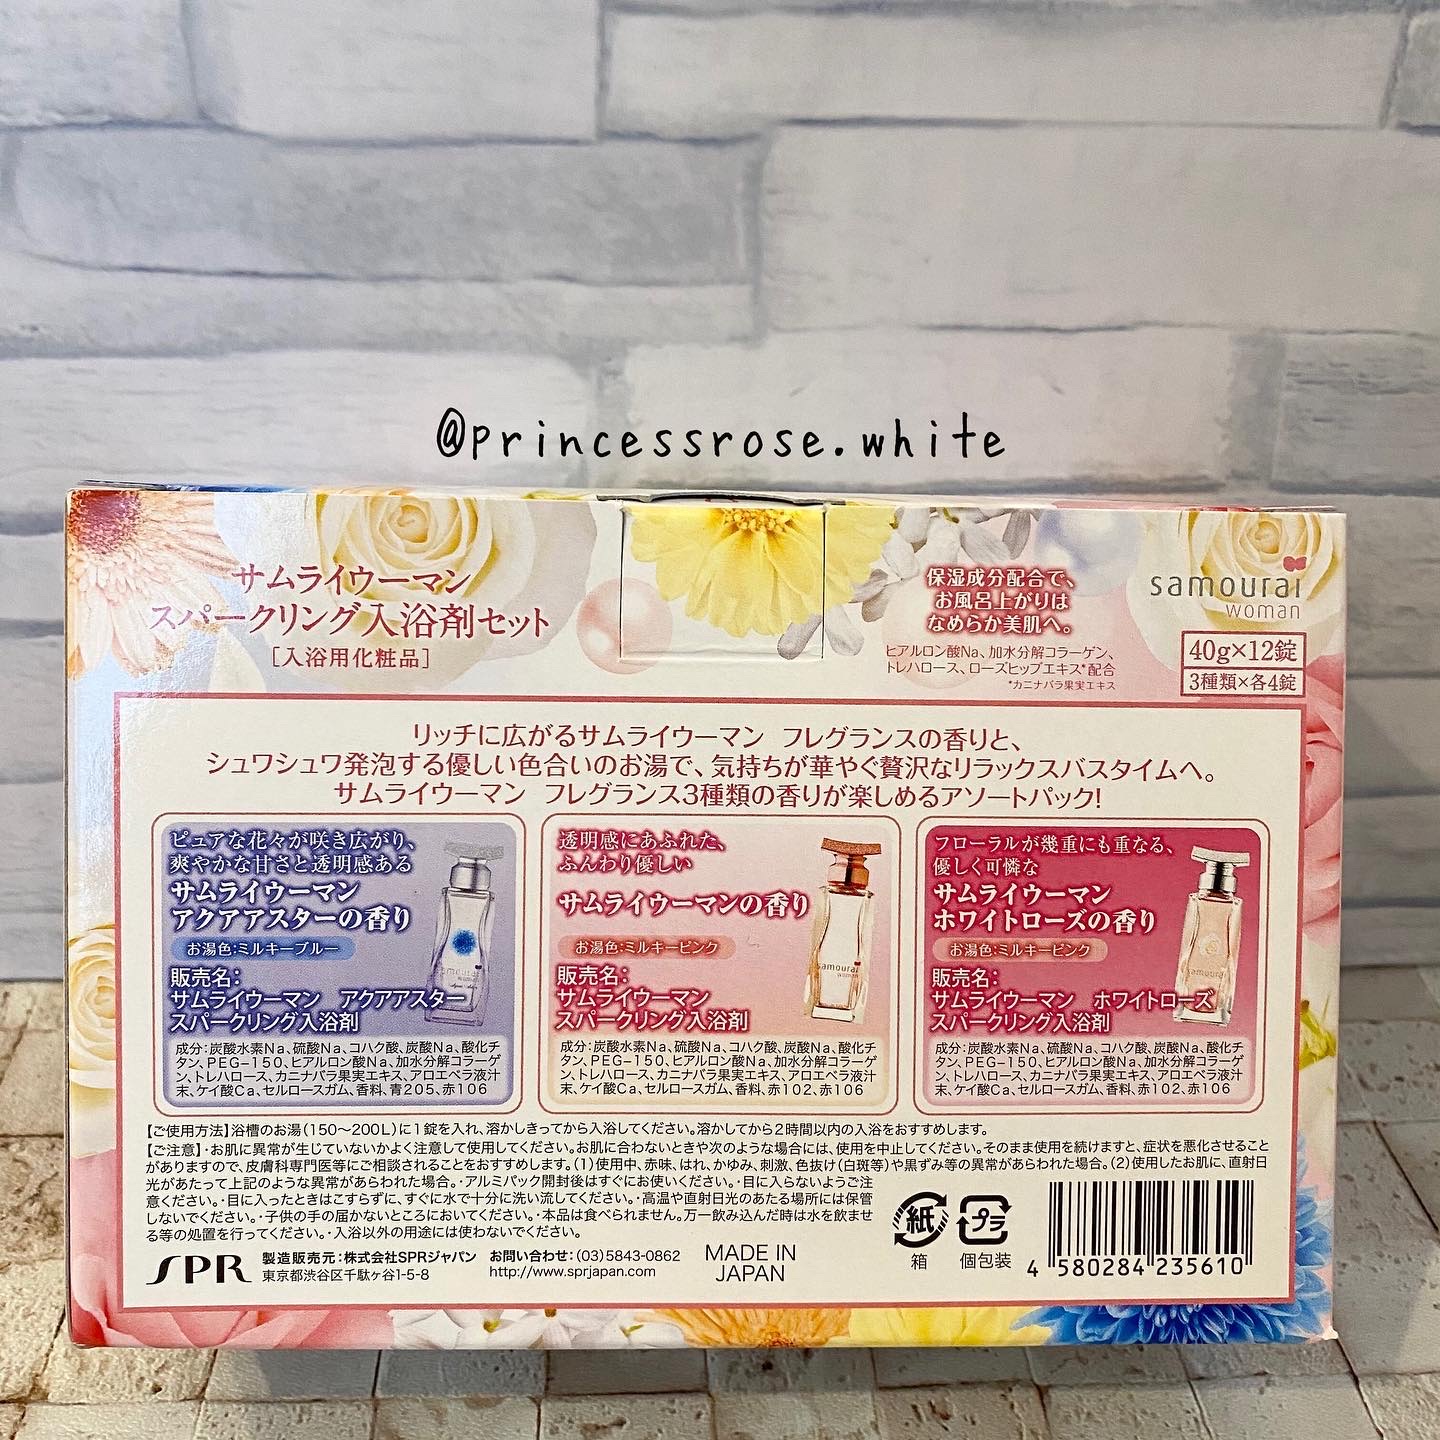 @princessrose.white
サムライウーマン
スパークリング入浴剤セット
[入浴用化粧品]
保湿成分配合で、
お風呂上がりは
なめらか美肌へ。
ヒアルロン酸Na、加水分解コラーゲン、
トレハロース、ローズヒップエキス*配合
*カニナバラ果実エキス
samourai
woman
40g×12錠
3種類×各4錠
リッチに広がるサムライウーマン フレグランスの香りと、
シュワシュワ発泡する優しい色合いのお湯で、気持ちが華やぐ贅沢なリラックスバスタイムへ。
サムライウーマン フレグランス3種類の香りが楽しめるアソートパック!
ピュアな花々が咲き広がり、
爽やかな甘さと透明感ある
サムライウーマン
アクアアスターの香り
お湯色:ミルキーブルー
販売名:
サムライウーマン アクアアスター
スパークリング入浴剤
成分:炭酸水素Na、硫酸Na、コハク酸、炭酸Na、酸化チ
タン、PEG-150、ヒアルロン酸Na、加水分解コラーゲ
ン、トレハロース、カニナバラ果実エキス、アロエベラ液汁
末、ケイ酸Ca、セルロースガム、香料、青205、赤106
samourai
woman
透明感にあふれた、
ふんわり優しい
サムライウーマンの香り
お湯色:ミルキーピンク
販売名:
サムライウーマン
スパークリング入浴剤
成分:炭酸水素Na、硫酸Na、コハク酸、炭酸Na、酸化チ
タン、PEG-150、ヒアルロン酸Na、加水分解コラーゲ
ン、トレハロース、カニナバラ果実エキス、アロエベラ液汁
末、ケイ酸Ca、セルロースガム、香料、赤102、赤106
samourai
woman
フローラルが幾重にも重なる、
優しく可憐な
サムライウーマン
ホワイトローズの香り
お湯色:ミルキーピンク
販売名:
サムライウーマン ホワイトローズ
スパークリング入浴剤
成分:炭酸水素Na、硫酸Na、コハク酸、炭酸Na、酸化チ
タン、PEG-150、ヒアルロン酸Na、加水分解コラーゲ
ン、トレハロース、カニナバラ果実エキス、アロエベラ液汁
末、ケイ酸Ca、セルロースガム、香料、赤102、赤106
samourai
【ご使用方法】浴槽のお湯(150〜200L)に1錠を入れ、溶かしきってから入浴してください。溶かしてから2時間以内の入浴をおすすめします。
【ご注意】・お肌に異常が生じていないかよく注意して使用してください。お肌に合わないときや次のような場合には、使用を中止してください。そのまま使用を続けますと、症状を悪化させること
がありますので、皮膚科専門医等にご相談されることをおすすめします。(1)使用中、赤味、はれ、かゆみ、刺激、色抜け(白斑等)や黒ずみ等の異常があらわれた場合。(2)使用したお肌に、直射日
光があたって上記のような異常があらわれた場合。・アルミパック開封後はすぐにお使いください。・目に入らないようご注
意ください。・目に入ったときはこすらずに、すぐに水で十分に洗い流してください。・高温や直射日光のあたる場所には保管
しないでください。・子供の手の届かないところにおいてください。・本品は食べられません。万一飲み込んだ時は水を飲ませ
る等の処置を行ってください。・入浴以外の用途には使わないでください。
SPR
製造販売元:株式会社SPRジャパン お問い合わせ:(03)5843-0862
東京都渋谷区千駄ヶ谷1-5-8 http://www.sprjapan.com
MADE IN
JAPAN
紙
箱
プラ
個包装
4 580284 235610